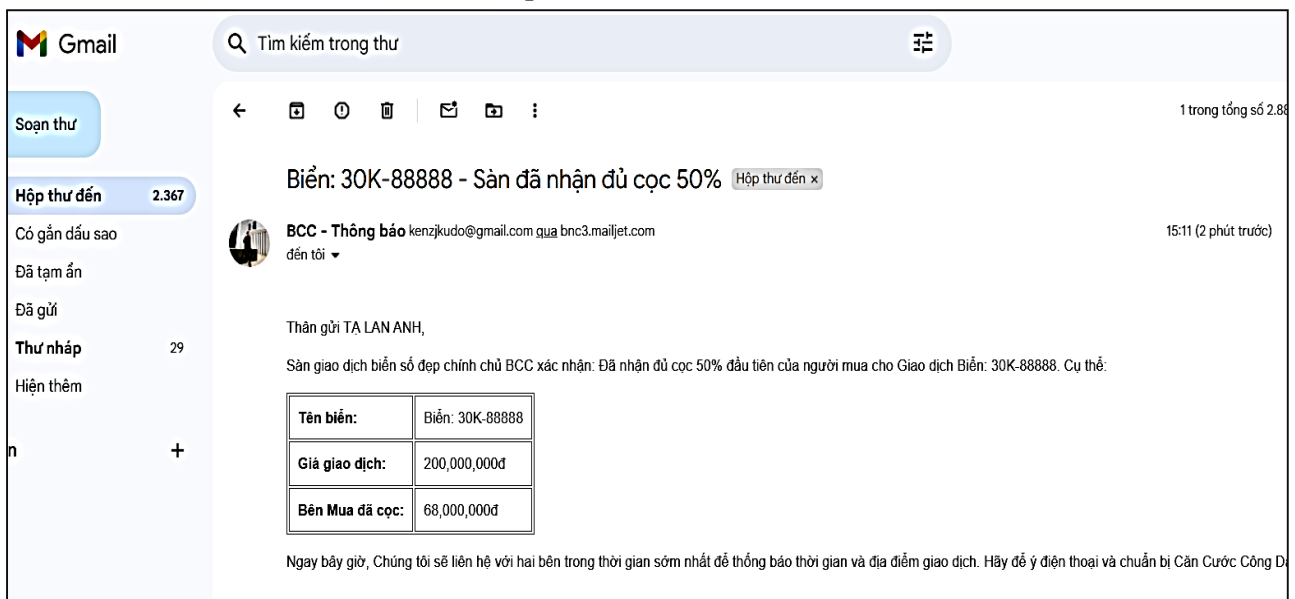 Gmail
Tìm kiếm trong thư
Soạn thư
1 trong tổng số 2.88
Biển: 30K-88888 - Sàn đã nhận đủ cọc 50% Hộp thư đến ×
Hộp thư đến 2.367
Có gắn dấu sao
Đã tạm ẩn
Đã gửi
Thư nháp 29
Hiện thêm
n +
BCC - Thông báo kenzjkudo@gmail.com qua bnc3.mailjet.com 15:11 (2 phút trước)
đến tôi
Thân gửi TẠ LAN ANH,
Sàn giao dịch biển số đẹp chính chủ BCC xác nhận: Đã nhận đủ cọc 50% đầu tiên của người mua cho Giao dịch Biển: 30K-88888. Cụ thể:
Tên biển: Biển: 30K-88888
Giá giao dịch: 200,000,000đ
Bên Mua đã cọc: 68,000,000đ
Ngay bây giờ, Chúng tôi sẽ liên hệ với hai bên trong thời gian sớm nhất để thống báo thời gian và địa điểm giao dịch. Hãy để ý điện thoại và chuẩn bị Căn Cước Công